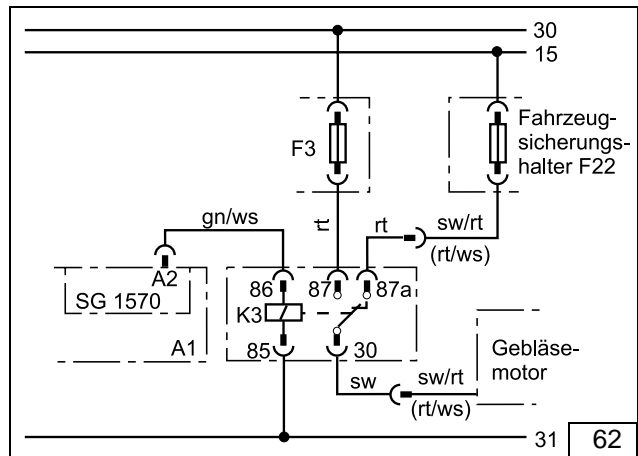 30
15
Fahrzeug-
sicherungs-
halter F22
F3
gn/ws
rt
rt
sw/rt
(rt/ws)
A2
SG 1570
A1
86
87
87a
K3
85
30
Gebläse-
motor
sw
sw/rt
(rt/ws)
31
62